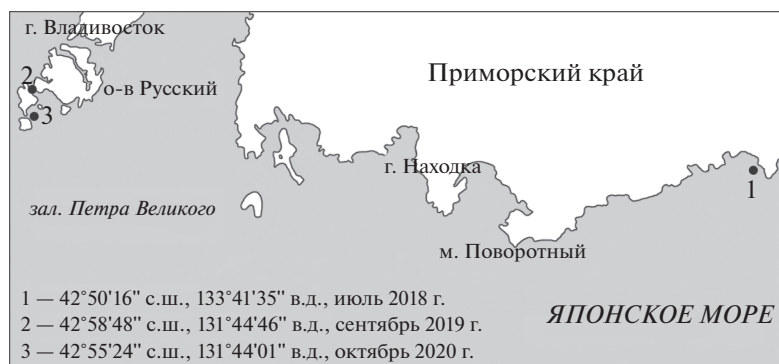 г. Владивосток
Приморский край
2
о-в Русский
3
г. Находка
1
зал. Петра Великого
м. Поворотный
1 — 42°50'16" с.ш., 133°41'35" в.д., июль 2018 г.
2 — 42°58'48" с.ш., 131°44'46" в.д., сентябрь 2019 г.
3 — 42°55'24" с.ш., 131°44'01" в.д., октябрь 2020 г.
ЯПОНСКОЕ МОРЕ